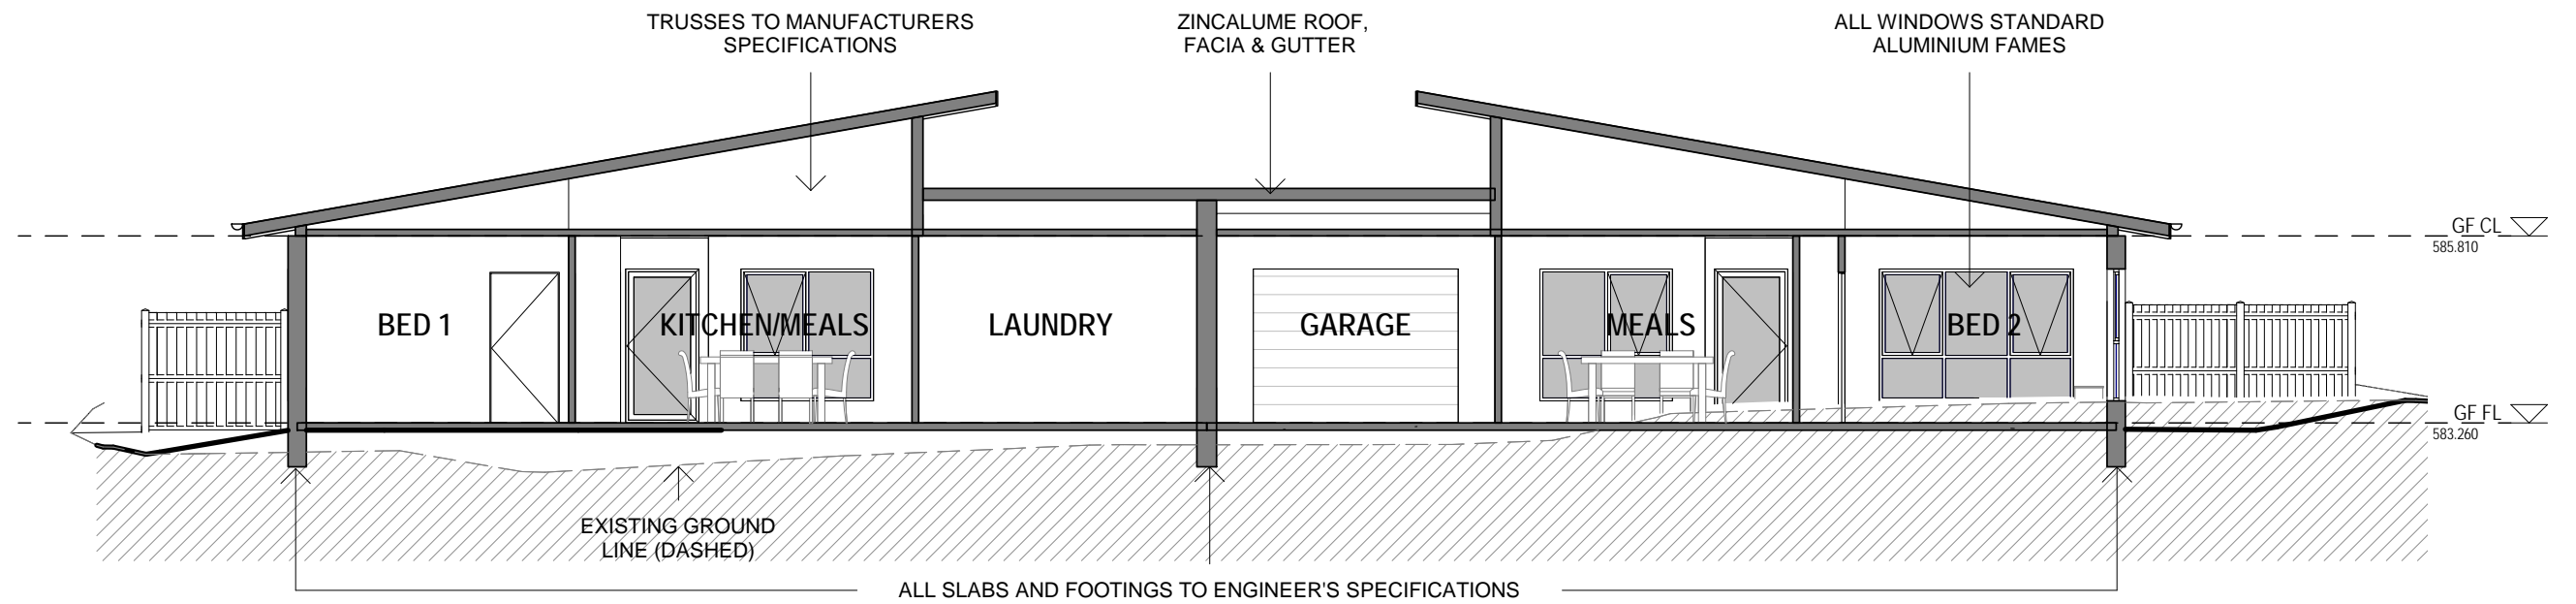 TRUSSES TO MANUFACTURERS
SPECIFICATIONS
ZINCALUME ROOF,
FACIA & GUTTER
ALL WINDOWS STANDARD
ALUMINIUM FAMES
GF CL
585.810
BED 1
KITCHEN/MEALS
LAUNDRY
GARAGE
MEALS
BED 2
GF FL
583.260
EXISTING GROUND
LINE (DASHED)
ALL SLABS AND FOOTINGS TO ENGINEER'S SPECIFICATIONS